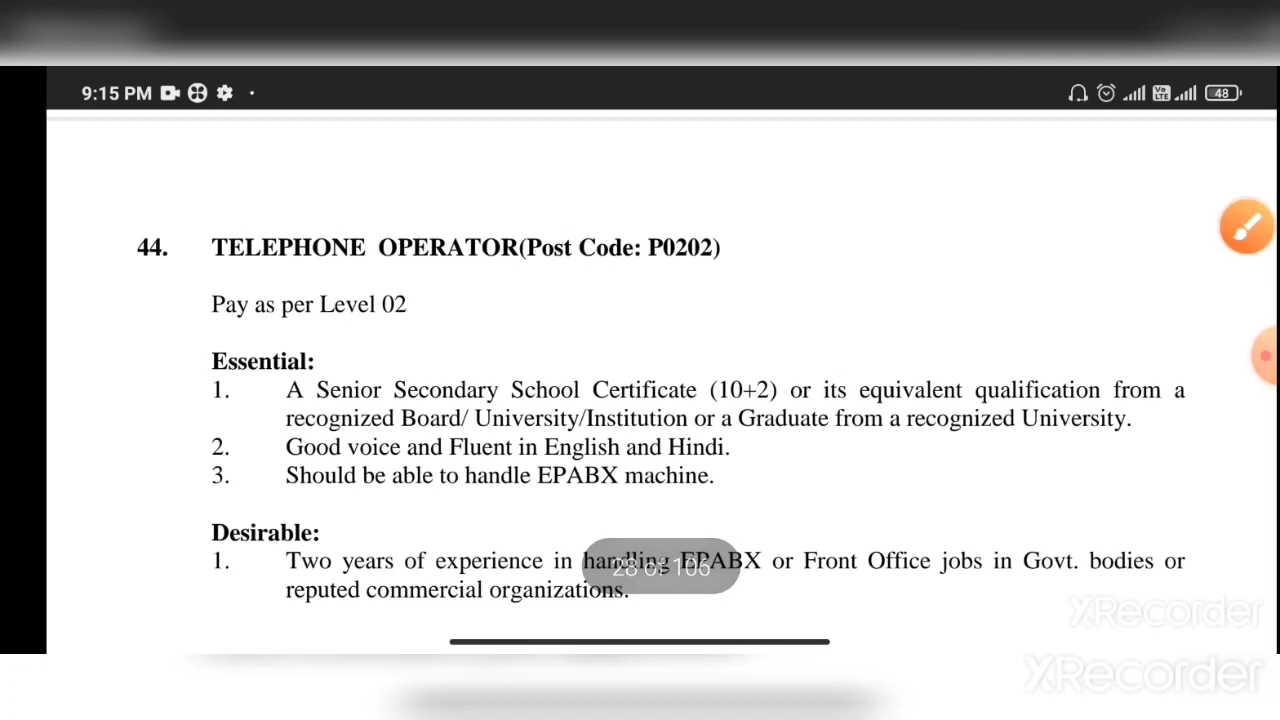 9:15 PM
Vo LTE
48
44. TELEPHONE OPERATOR(Post Code: P0202)
Pay as per Level 02
Essential:
1. A Senior Secondary School Certificate (10+2) or its equivalent qualification from a
recognized Board/ University/Institution or a Graduate from a recognized University.
2. Good voice and Fluent in English and Hindi.
3. Should be able to handle EPABX machine.
Desirable:
1. Two years of experience in handling EPABX or Front Office jobs in Govt. bodies or
28 of 106
reputed commercial organizations.
XRecorder
XRecorder